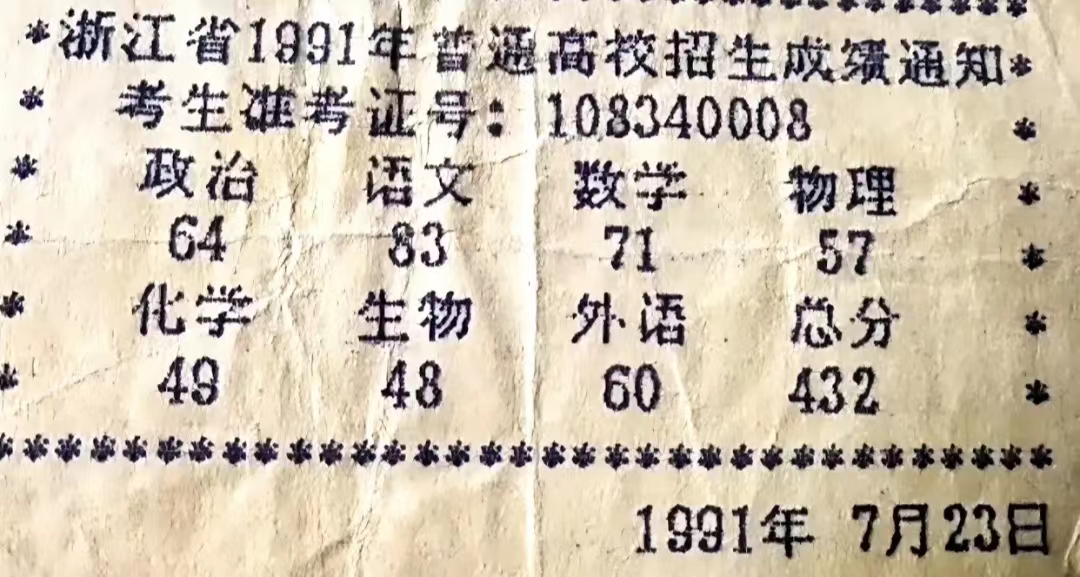 ********************
*浙江省1991年普通高校招生成绩通知*
* 考生准考证号：108340008 *
* 政治 语文 数学 物理 *
* 64 83 71 57 *
* 化学 生物 外语 总分 *
* 49 48 60 432 *
*********************************
1991年 7月23日